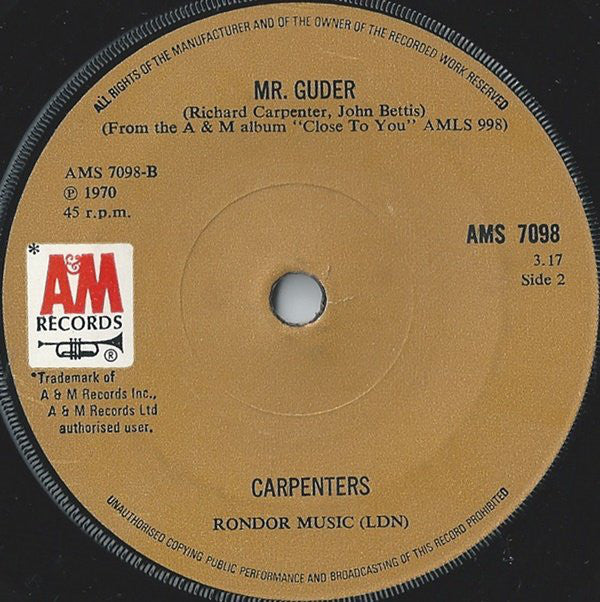 ALL RIGHTS OF THE MANUFACTURER AND OF THE OWNER OF THE RECORDED WORK RESERVED
MR. GUDER
(Richard Carpenter, John Bettis)
(From the A & M album "Close To You" AMLS 998)
AMS 7098-B
℗ 1970
45 r.p.m.
AMS 7098
3.17
Side 2
*
A&M
RECORDS
®
*Trademark of
A & M Records Inc.,
A & M Records Ltd
authorised user.
CARPENTERS
RONDOR MUSIC (LDN)
UNAUTHORISED COPYING PUBLIC PERFORMANCE AND BROADCASTING OF THIS RECORD PROHIBITED